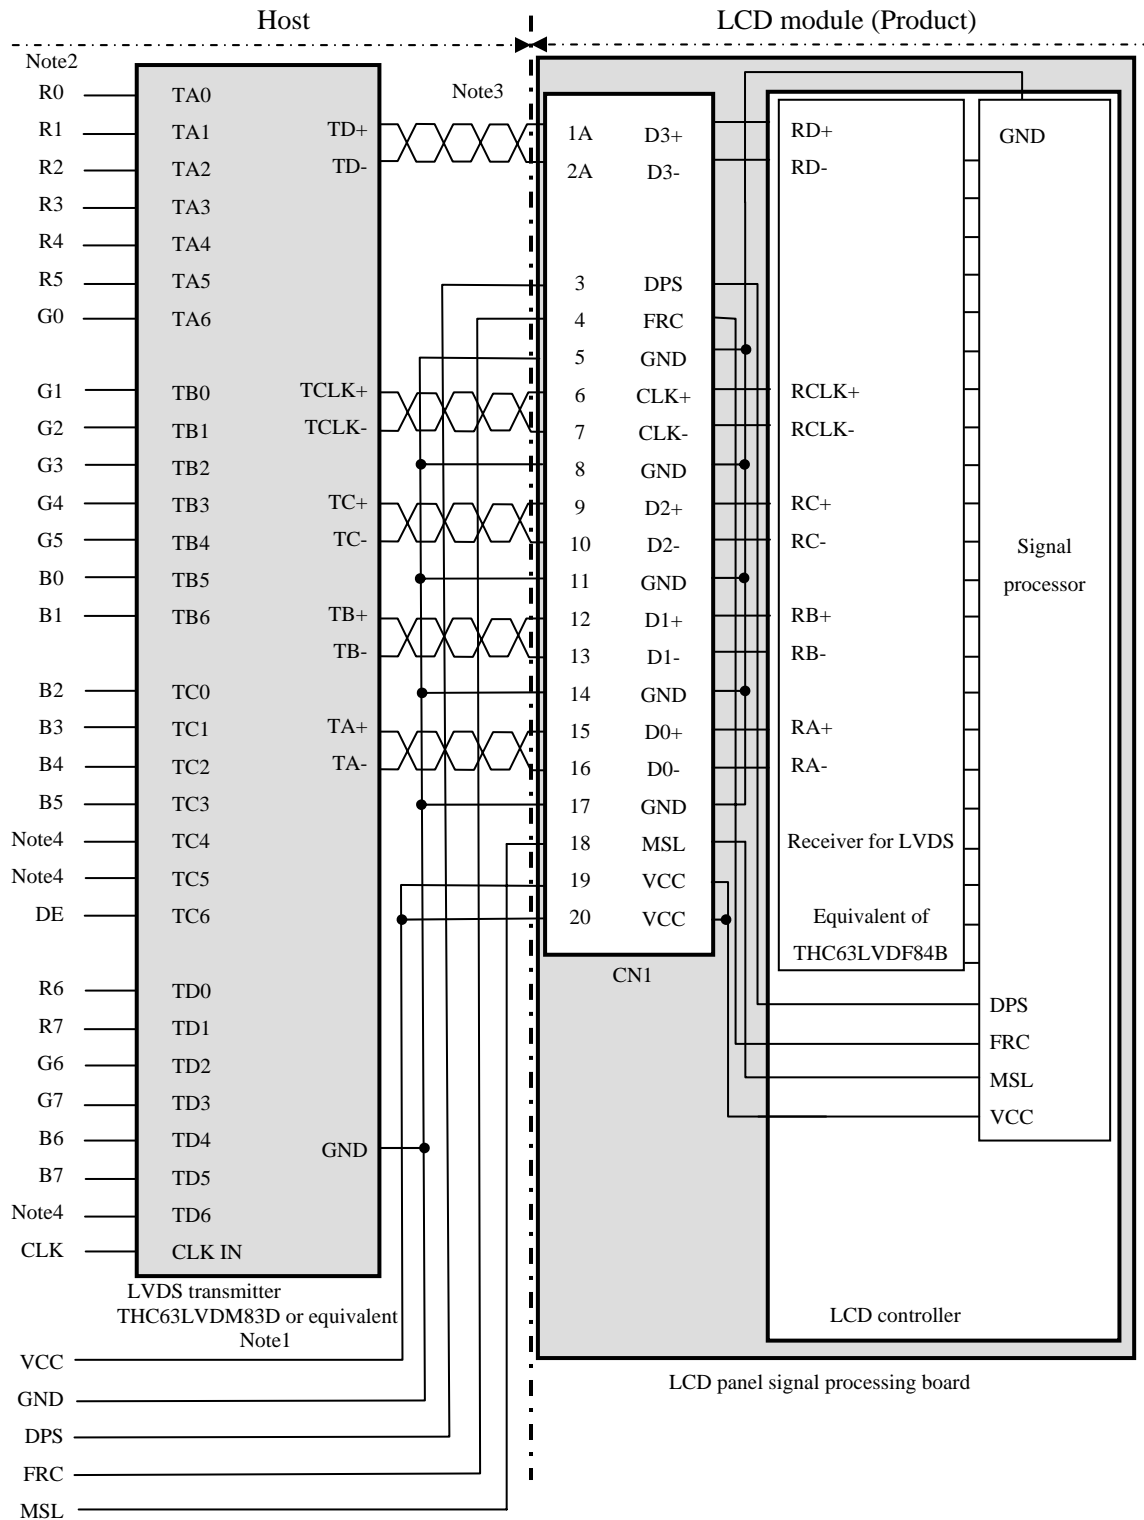 Host
LCD module (Product)
Note2
R0
R1
R2
R3
R4
R5
G0
G1
G2
G3
G4
G5
B0
B1
B2
B3
B4
B5
Note4
Note4
DE
R6
R7
G6
G7
B6
B7
Note4
CLK
TA0
TA1
TA2
TA3
TA4
TA5
TA6
TB0
TB1
TB2
TB3
TB4
TB5
TB6
TC0
TC1
TC2
TC3
TC4
TC5
TC6
TD0
TD1
TD2
TD3
TD4
TD5
TD6
CLK IN
TD+
TD-
TCLK+
TCLK-
TC+
TC-
TB+
TB-
TA+
TA-
GND
LVDS transmitter
THC63LVDM83D or equivalent
Note1
VCC
GND
DPS
FRC
MSL
Note3
1A D3+
2A D3-
3 DPS
4 FRC
5 GND
6 CLK+
7 CLK-
8 GND
9 D2+
10 D2-
11 GND
12 D1+
13 D1-
14 GND
15 D0+
16 D0-
17 GND
18 MSL
19 VCC
20 VCC
CN1
RD+
RD-
RCLK+
RCLK-
RC+
RC-
RB+
RB-
RA+
RA-
Receiver for LVDS
Equivalent of
THC63LVDF84B
GND
Signal
processor
DPS
FRC
MSL
VCC
LCD controller
LCD panel signal processing board